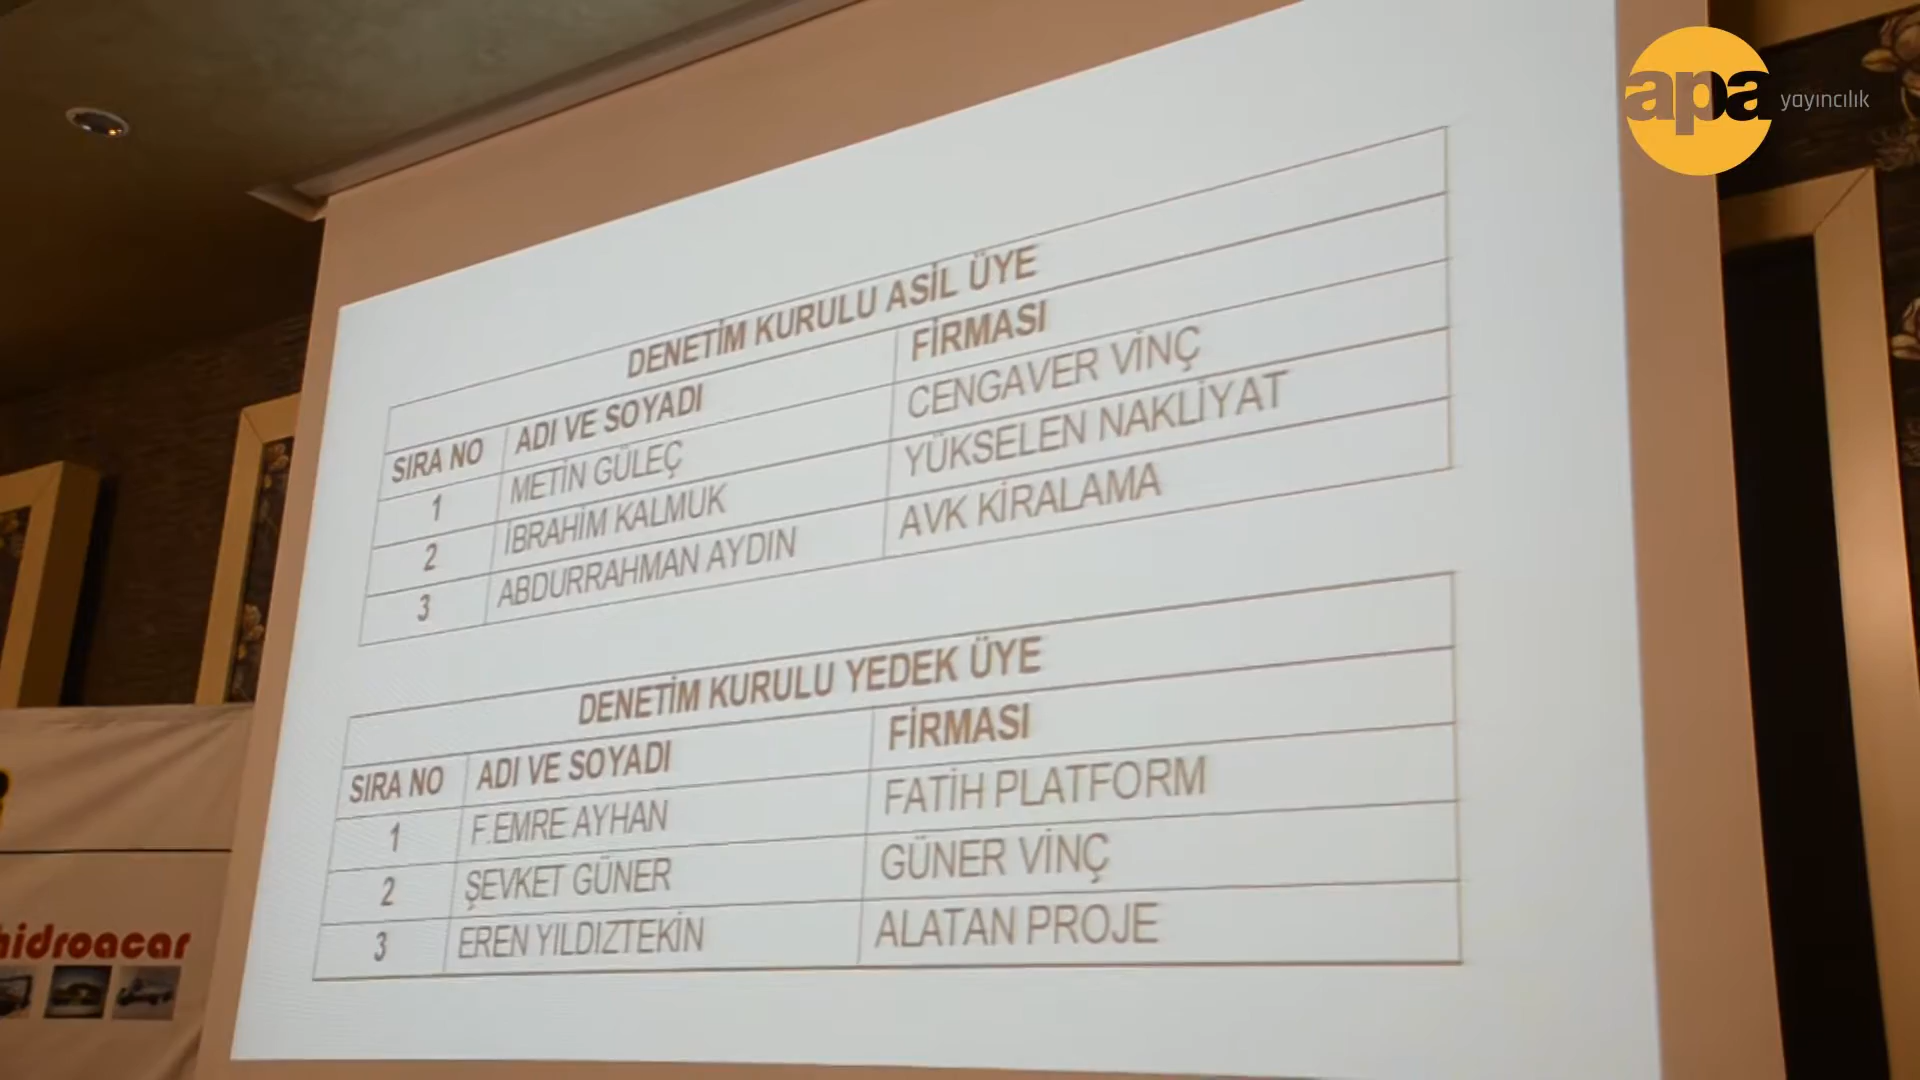 apa yayıncılık
DENETİM KURULU ASİL ÜYE
SIRA NO ADI VE SOYADI FİRMASI
1 METİN GÜLEÇ CENGAVER VİNÇ
2 İBRAHİM KALMUK YÜKSELEN NAKLİYAT
3 ABDURRAHMAN AYDIN AVK KİRALAMA
DENETİM KURULU YEDEK ÜYE
SIRA NO ADI VE SOYADI FİRMASI
1 F.EMRE AYHAN FATİH PLATFORM
2 ŞEVKET GÜNER GÜNER VİNÇ
3 EREN YILDIZTEKİN ALATAN PROJE
hidroacar